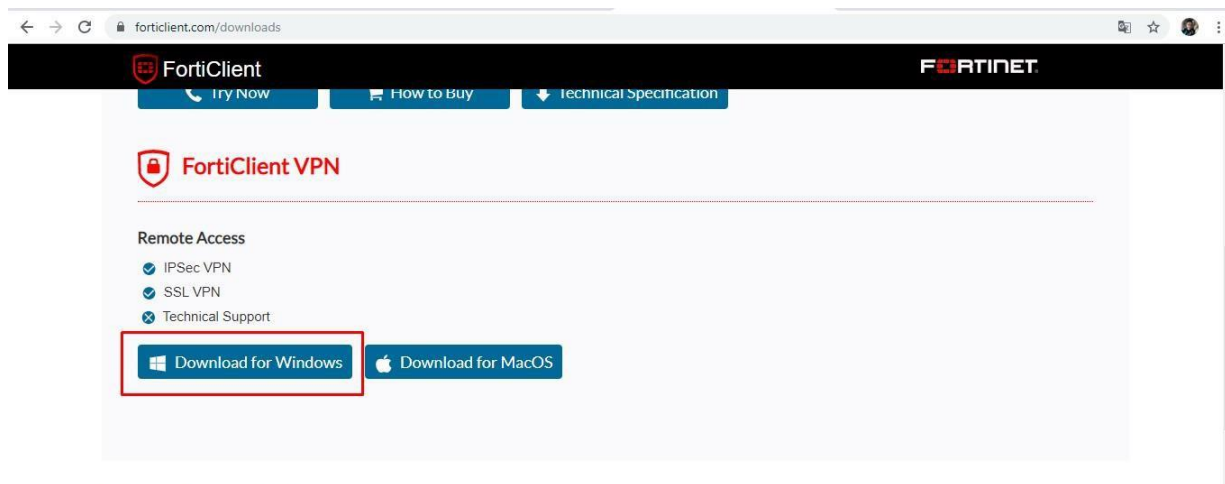 forticlient.com/downloads
FortiClient
FORTINET
Try Now How to Buy Technical Specification
FortiClient VPN
Remote Access
IPSec VPN
SSL VPN
Technical Support
Download for Windows Download for MacOS